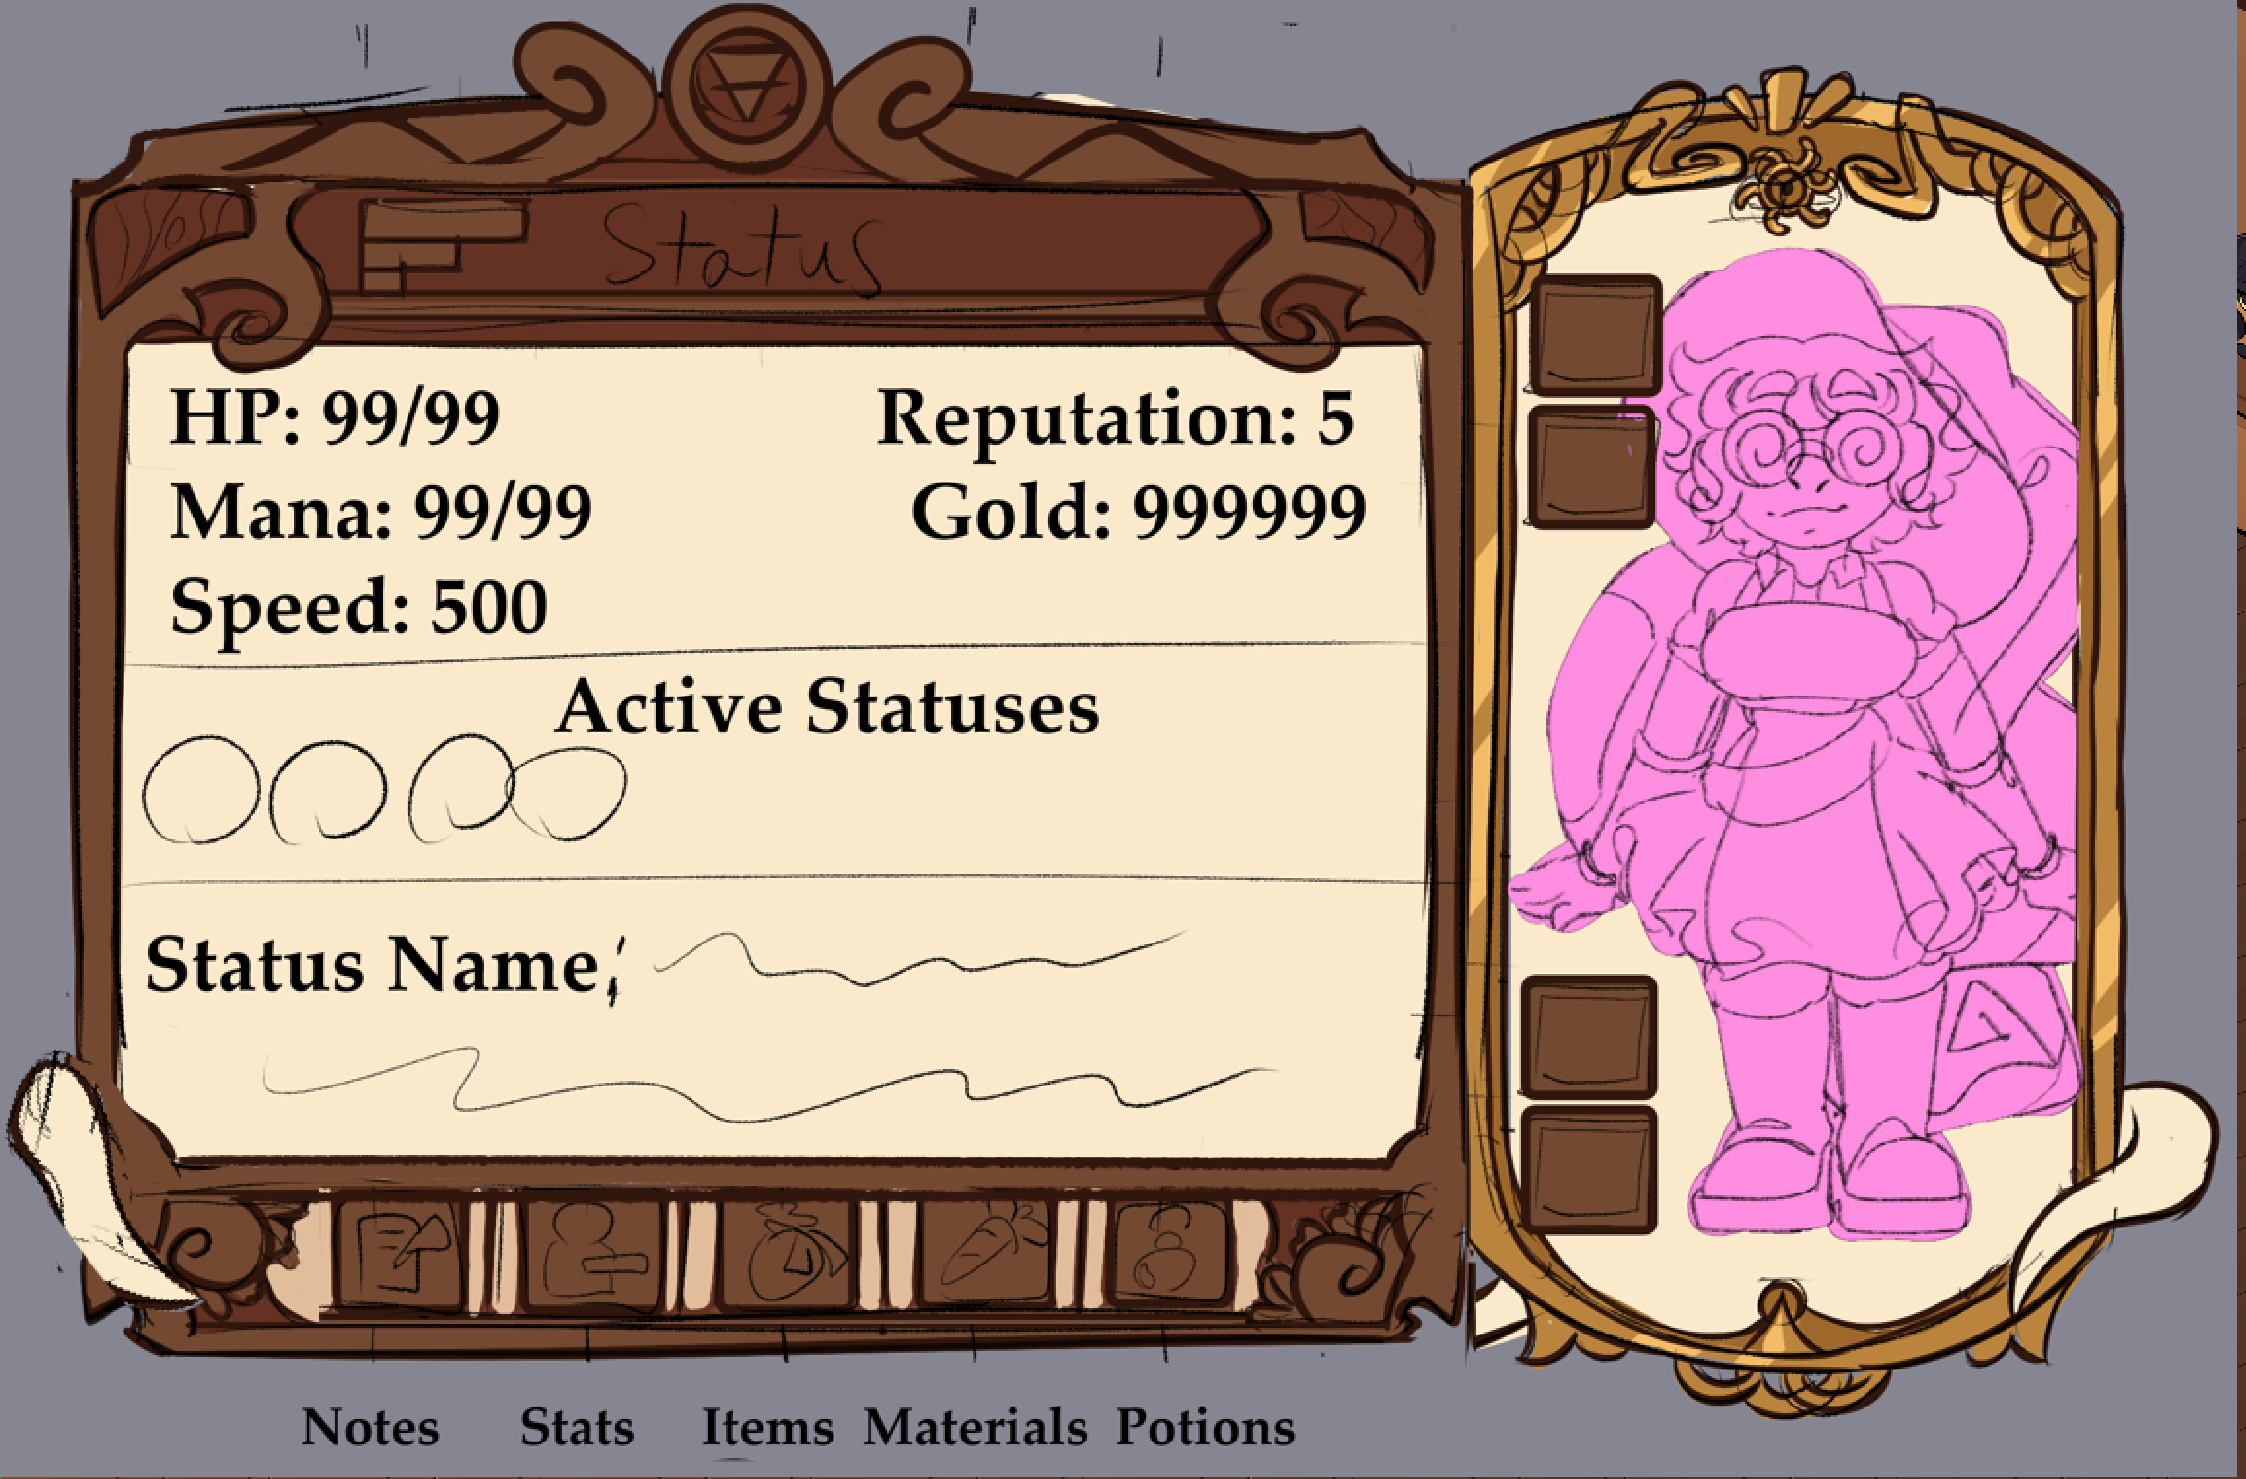 Status
HP: 99/99
Reputation: 5
Mana: 99/99
Gold: 999999
Speed: 500
Active Statuses
Status Name:
Notes
Stats
Items
Materials
Potions